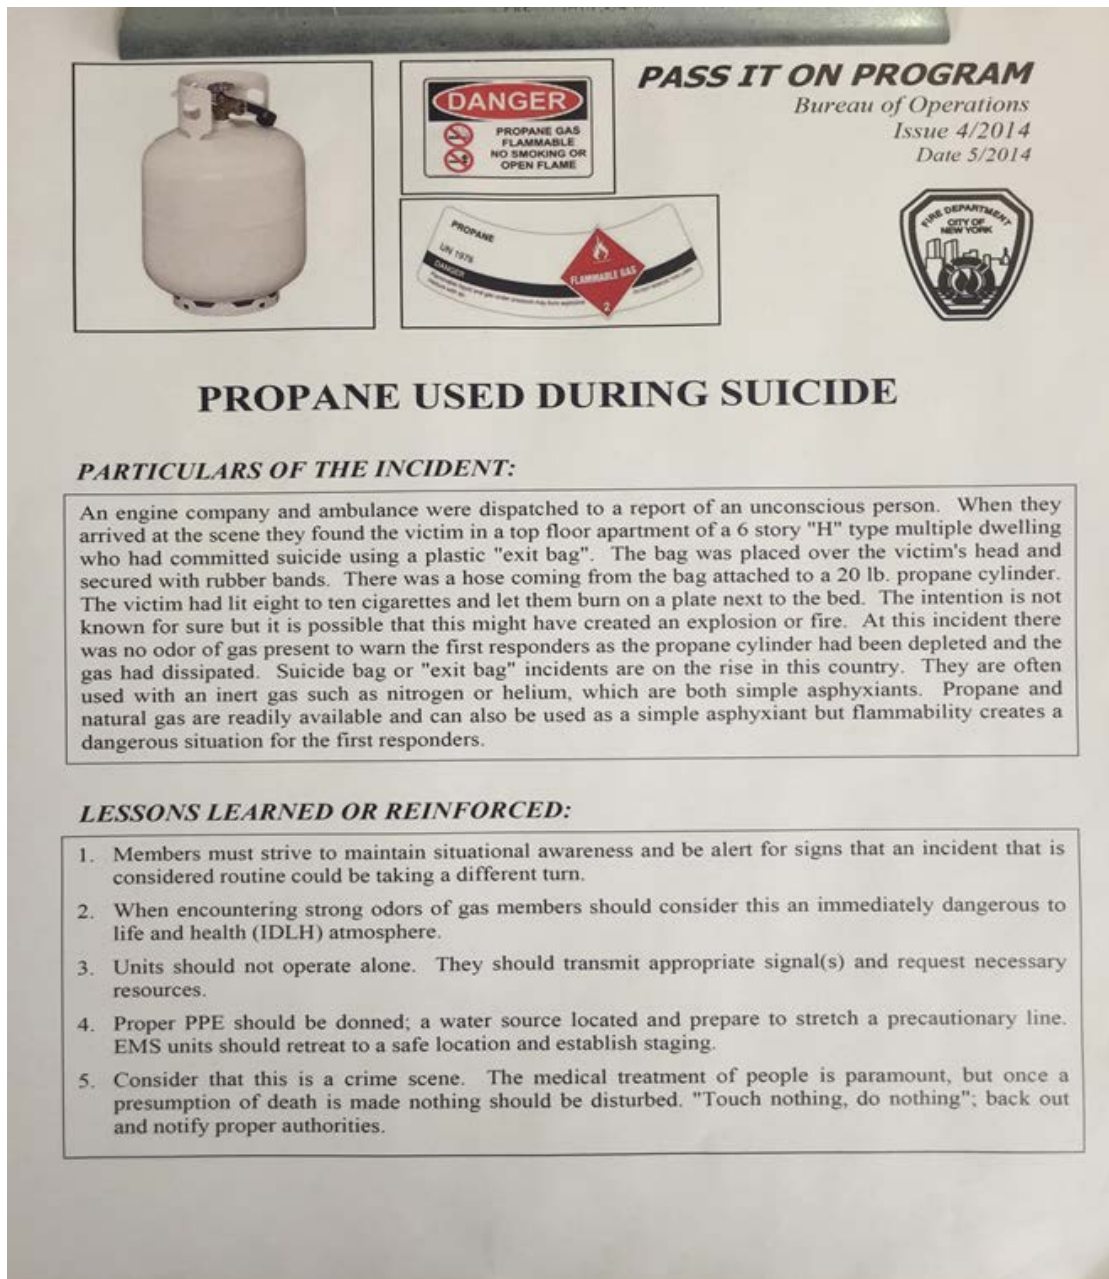 PASS IT ON PROGRAM
Bureau of Operations
Issue 4/2014
Date 5/2014
DANGER
PROPANE GAS
FLAMMABLE
NO SMOKING OR
OPEN FLAME
PROPANE
UN 1978
DANGER
FLAMMABLE GAS
2
FIRE DEPARTMENT
CITY OF
NEW YORK
PROPANE USED DURING SUICIDE
PARTICULARS OF THE INCIDENT:
An engine company and ambulance were dispatched to a report of an unconscious person. When they
arrived at the scene they found the victim in a top floor apartment of a 6 story "H" type multiple dwelling
who had committed suicide using a plastic "exit bag". The bag was placed over the victim's head and
secured with rubber bands. There was a hose coming from the bag attached to a 20 lb. propane cylinder.
The victim had lit eight to ten cigarettes and let them burn on a plate next to the bed. The intention is not
known for sure but it is possible that this might have created an explosion or fire. At this incident there
was no odor of gas present to warn the first responders as the propane cylinder had been depleted and the
gas had dissipated. Suicide bag or "exit bag" incidents are on the rise in this country. They are often
used with an inert gas such as nitrogen or helium, which are both simple asphyxiants. Propane and
natural gas are readily available and can also be used as a simple asphyxiant but flammability creates a
dangerous situation for the first responders.
LESSONS LEARNED OR REINFORCED:
1. Members must strive to maintain situational awareness and be alert for signs that an incident that is
considered routine could be taking a different turn.
2. When encountering strong odors of gas members should consider this an immediately dangerous to
life and health (IDLH) atmosphere.
3. Units should not operate alone. They should transmit appropriate signal(s) and request necessary
resources.
4. Proper PPE should be donned; a water source located and prepare to stretch a precautionary line.
EMS units should retreat to a safe location and establish staging.
5. Consider that this is a crime scene. The medical treatment of people is paramount, but once a
presumption of death is made nothing should be disturbed. "Touch nothing, do nothing"; back out
and notify proper authorities.